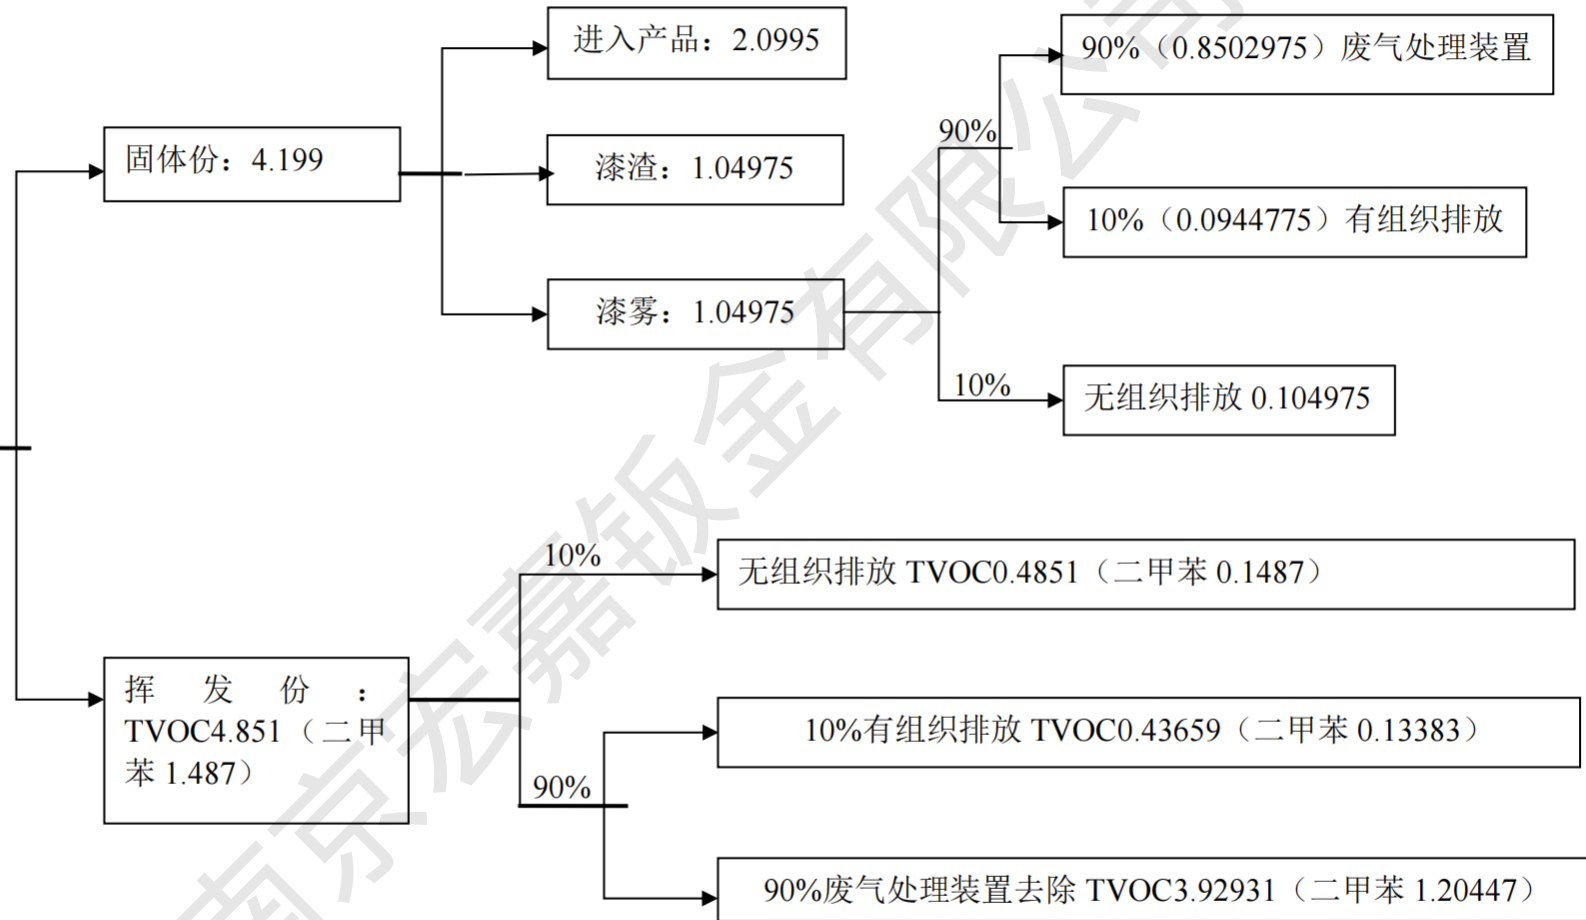 进入产品：2.0995
90%（0.8502975）废气处理装置
90%
固体份：4.199
漆渣：1.04975
10%（0.0944775）有组织排放
漆雾：1.04975
10%
无组织排放 0.104975
10%
无组织排放 TVOC0.4851（二甲苯 0.1487）
挥发份：
TVOC4.851（二甲
苯 1.487）
10%有组织排放 TVOC0.43659（二甲苯 0.13383）
90%
90%废气处理装置去除 TVOC3.92931（二甲苯 1.20447）
南京宏嘉钣金有限公司